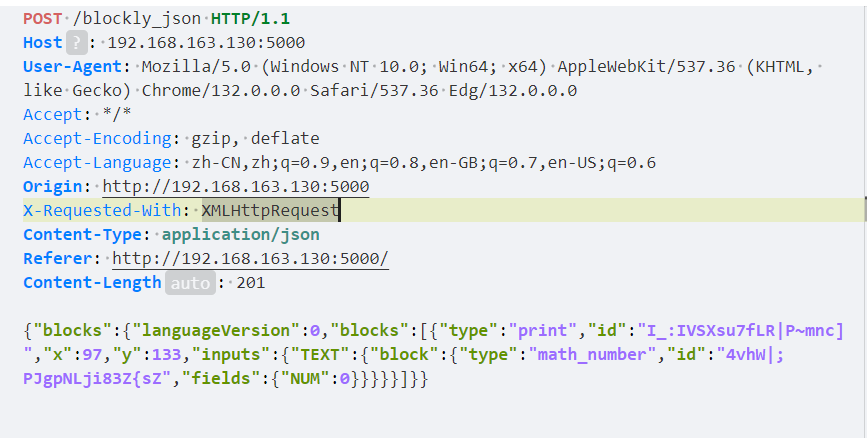 POST /blockly_json HTTP/1.1
Host ? : 192.168.163.130:5000
User-Agent: Mozilla/5.0 (Windows NT 10.0; Win64; x64) AppleWebKit/537.36 (KHTML,
like Gecko) Chrome/132.0.0.0 Safari/537.36 Edg/132.0.0.0
Accept: */*
Accept-Encoding: gzip, deflate
Accept-Language: zh-CN,zh;q=0.9,en;q=0.8,en-GB;q=0.7,en-US;q=0.6
Origin: http://192.168.163.130:5000
X-Requested-With: XMLHttpRequest
Content-Type: application/json
Referer: http://192.168.163.130:5000/
Content-Length auto : 201
{"blocks":{"languageVersion":0,"blocks":[{"type":"print","id":"I_:IVSXsu7fLR|P~mnc]
","x":97,"y":133,"inputs":{"TEXT":{"block":{"type":"math_number","id":"4vhW|;
PJgpNLji83Z{sZ","fields":{"NUM":0}}}}}]}}